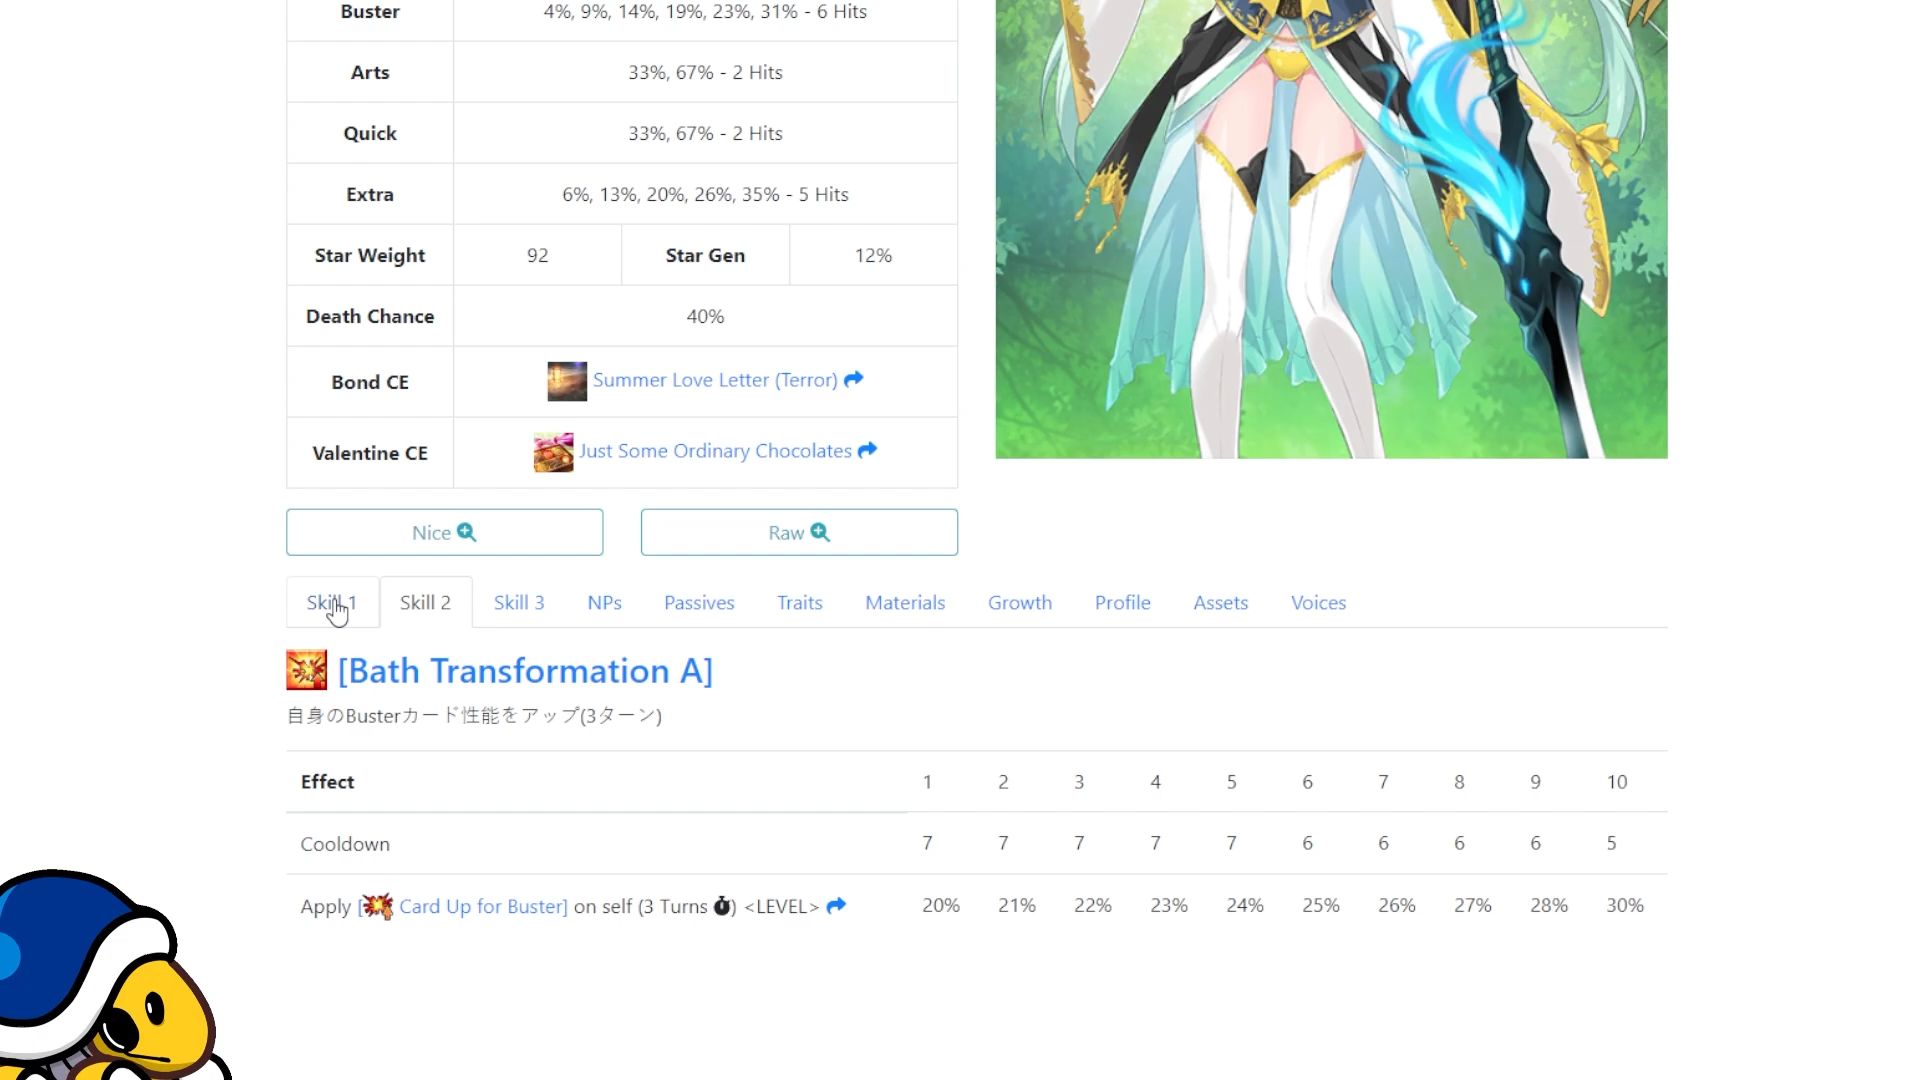 Buster 4%, 9%, 14%, 19%, 23%, 31% - 6 Hits
Arts 33%, 67% - 2 Hits
Quick 33%, 67% - 2 Hits
Extra 6%, 13%, 20%, 26%, 35% - 5 Hits
Star Weight 92 Star Gen 12%
Death Chance 40%
Bond CE Summer Love Letter (Terror)
Valentine CE Just Some Ordinary Chocolates
Nice Raw
Skill 1 Skill 2 Skill 3 NPs Passives Traits Materials Growth Profile Assets Voices
[Bath Transformation A]
自身のBusterカード性能をアップ(3ターン)
Effect 1 2 3 4 5 6 7 8 9 10
Cooldown 7 7 7 7 7 6 6 6 6 5
Apply [Card Up for Buster] on self (3 Turns) <LEVEL> 20% 21% 22% 23% 24% 25% 26% 27% 28% 30%